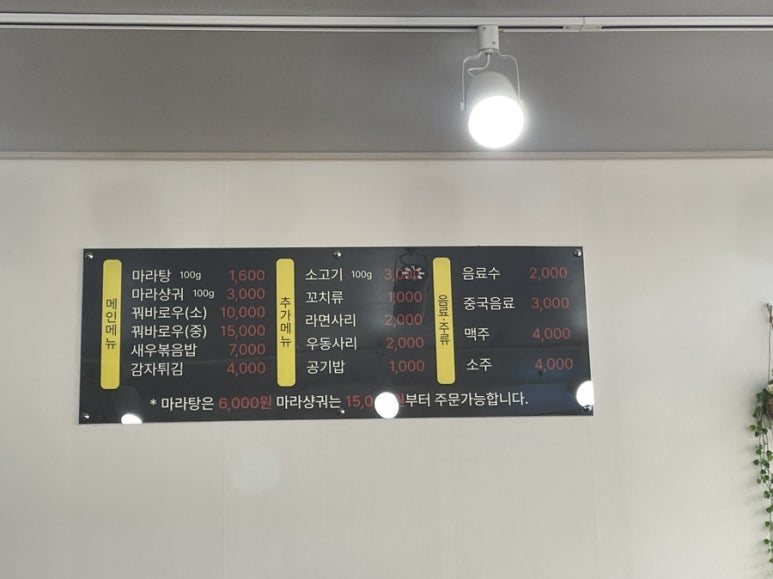 메인메뉴
마라탕 100g 1,600
마라샹궈 100g 3,000
꿔바로우(소) 10,000
꿔바로우(중) 15,000
새우볶음밥 7,000
감자튀김 4,000
추가메뉴
소고기 100g
꼬치류 1,000
라면사리 2,000
우동사리 2,000
공기밥 1,000
음료·주류
음료수 2,000
중국음료 3,000
맥주 4,000
소주 4,000
* 마라탕은 6,000원 마라샹궈는 부터 주문가능합니다.